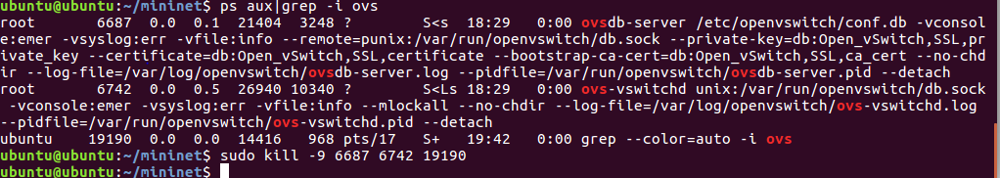 ubuntu@ubuntu:~/mininet$ ps aux|grep -i ovs
root      6687  0.0  0.1  21404  3248 ?        S<s  18:29   0:00 ovsdb-server /etc/openvswitch/conf.db -vconsol
e:emer -vsyslog:err -vfile:info --remote=punix:/var/run/openvswitch/db.sock --private-key=db:Open_vSwitch,SSL,pr
ivate_key --certificate=db:Open_vSwitch,SSL,certificate --bootstrap-ca-cert=db:Open_vSwitch,SSL,ca_cert --no-chd
ir --log-file=/var/log/openvswitch/ovsdb-server.log --pidfile=/var/run/openvswitch/ovsdb-server.pid --detach
root      6742  0.0  0.5  26940 10340 ?        S<Ls 18:29   0:00 ovs-vswitchd unix:/var/run/openvswitch/db.sock
 -vconsole:emer -vsyslog:err -vfile:info --mlockall --no-chdir --log-file=/var/log/openvswitch/ovs-vswitchd.log
--pidfile=/var/run/openvswitch/ovs-vswitchd.pid --detach
ubuntu   19190  0.0  0.0  14416   968 pts/17   S+   19:42   0:00 grep --color=auto -i ovs
ubuntu@ubuntu:~/mininet$ sudo kill -9 6687 6742 19190
ubuntu@ubuntu:~/mininet$